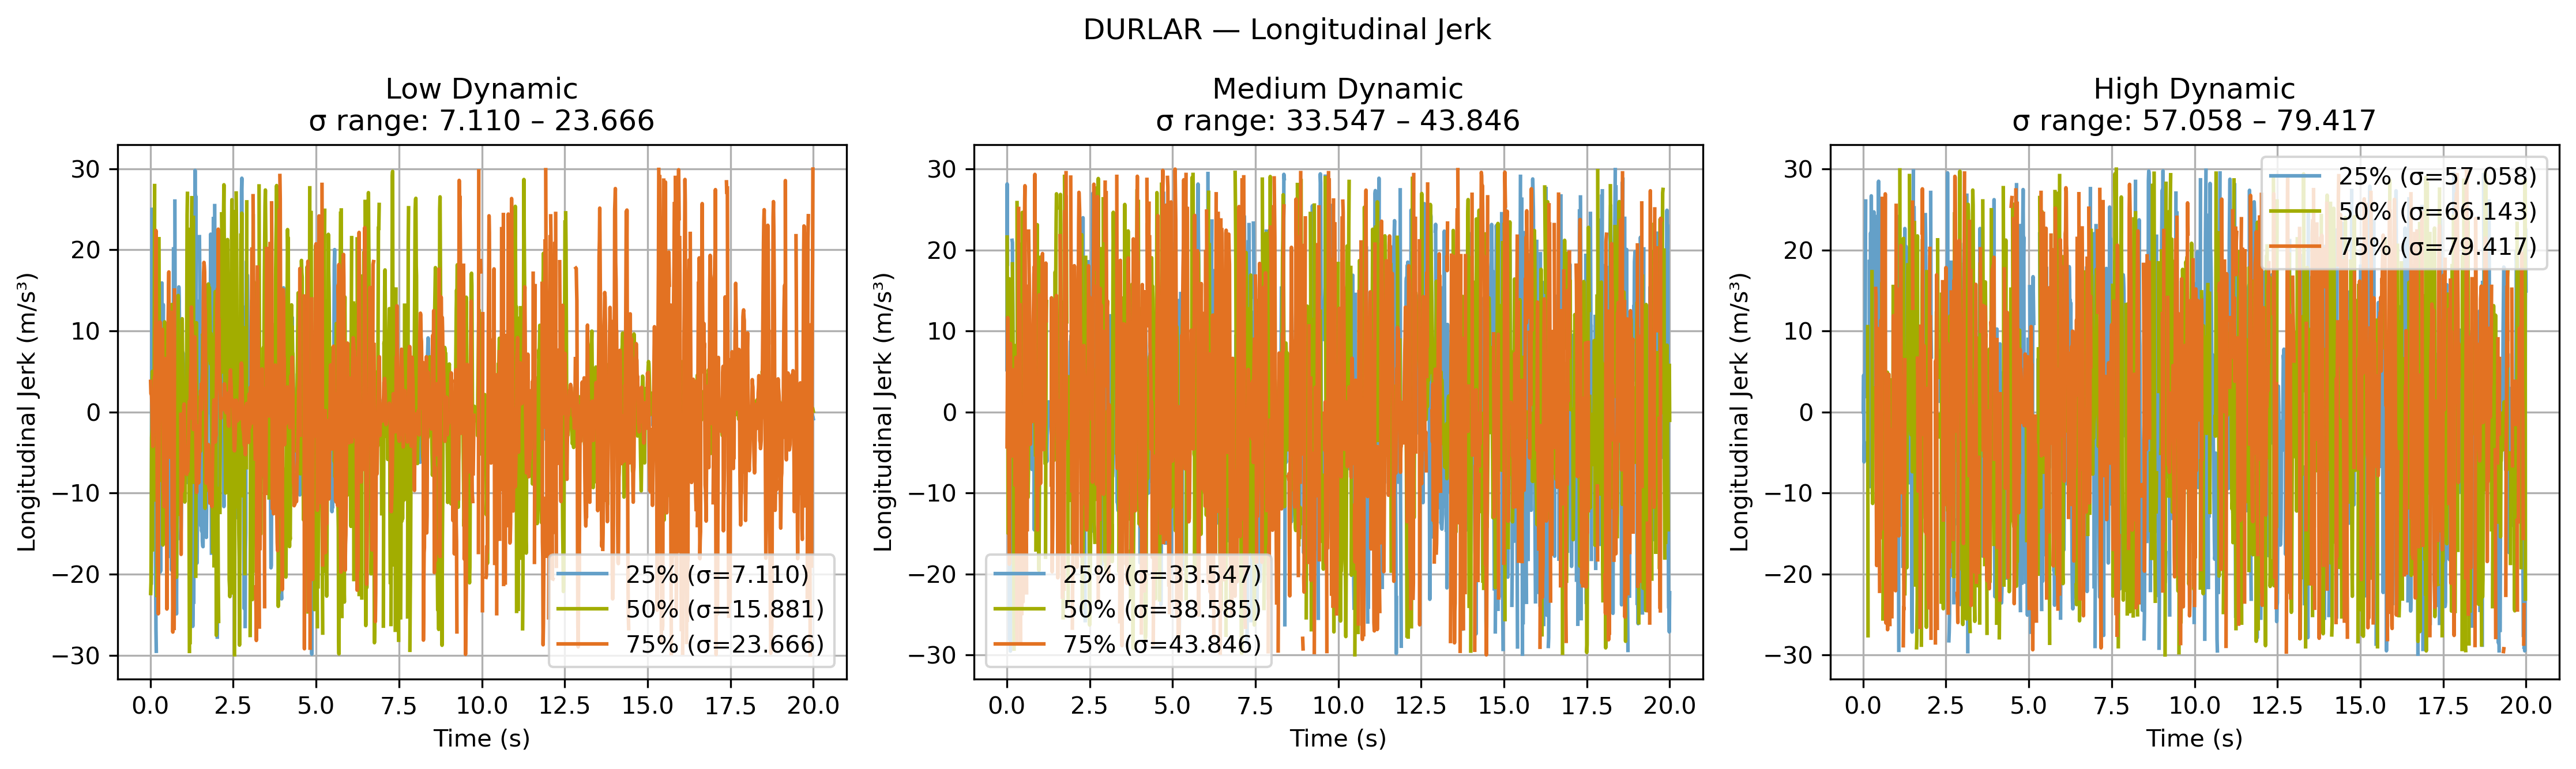 DURLAR — Longitudinal Jerk
Low Dynamic
σ range: 7.110 – 23.666
Longitudinal Jerk (m/s³)
30
20
10
0
−10
−20
−30
25% (σ=7.110)
50% (σ=15.881)
75% (σ=23.666)
0.0 2.5 5.0 7.5 10.0 12.5 15.0 17.5 20.0
Time (s)
Medium Dynamic
σ range: 33.547 – 43.846
Longitudinal Jerk (m/s³)
30
20
10
0
−10
−20
−30
25% (σ=33.547)
50% (σ=38.585)
75% (σ=43.846)
0.0 2.5 5.0 7.5 10.0 12.5 15.0 17.5 20.0
Time (s)
High Dynamic
σ range: 57.058 – 79.417
Longitudinal Jerk (m/s³)
30
20
10
0
−10
−20
−30
25% (σ=57.058)
50% (σ=66.143)
75% (σ=79.417)
0.0 2.5 5.0 7.5 10.0 12.5 15.0 17.5 20.0
Time (s)